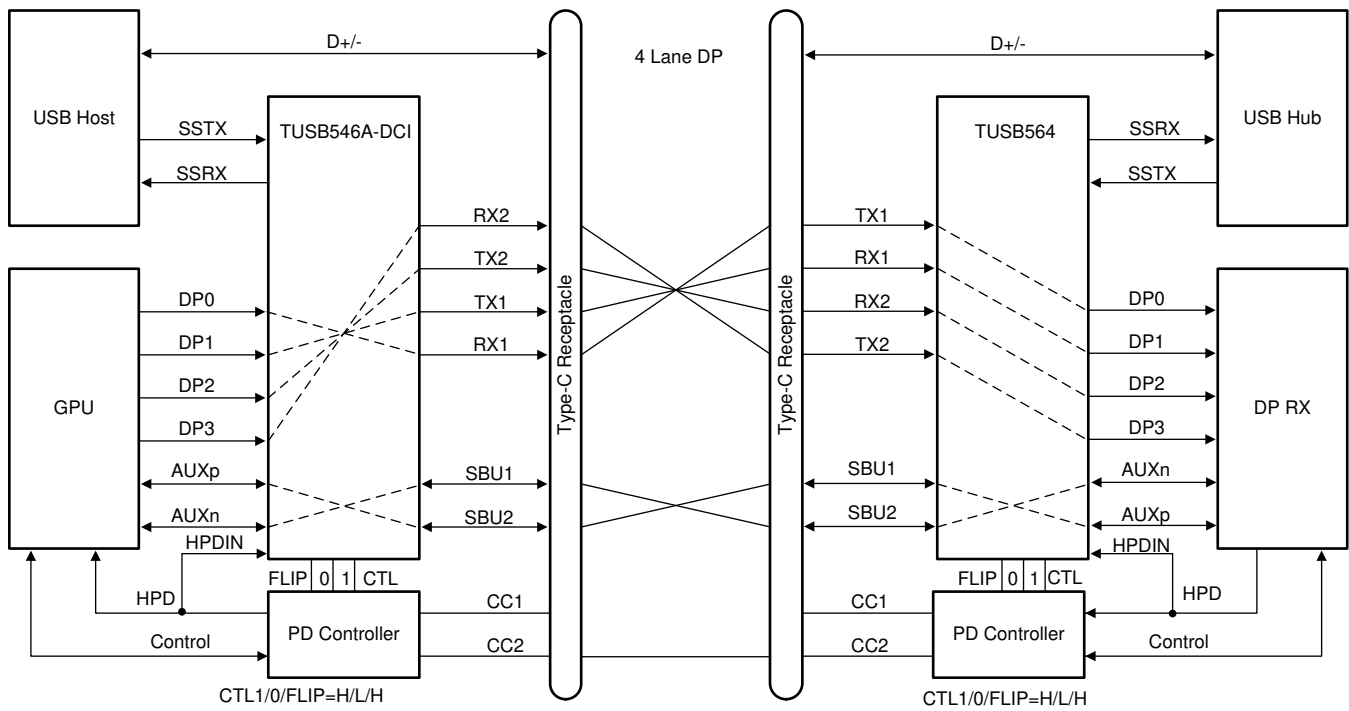 D+/-
4 Lane DP
D+/-
USB Host
TUSB546A-DCI
TUSB564
USB Hub
SSTX
SSRX
SSRX
SSTX
RX2
TX2
TX1
RX1
TX1
RX1
RX2
TX2
Type-C Receptacle
Type-C Receptacle
GPU
DP0
DP1
DP2
DP3
AUXp
AUXn
HPDIN
SBU1
SBU2
SBU1
SBU2
DP0
DP1
DP2
DP3
AUXn
AUXp
HPDIN
DP RX
FLIP 0 1 CTL
FLIP 0 1 CTL
HPD
Control
PD Controller
CC1
CC2
CC1
CC2
PD Controller
HPD
Control
CTL1/0/FLIP=H/L/H
CTL1/0/FLIP=H/L/H